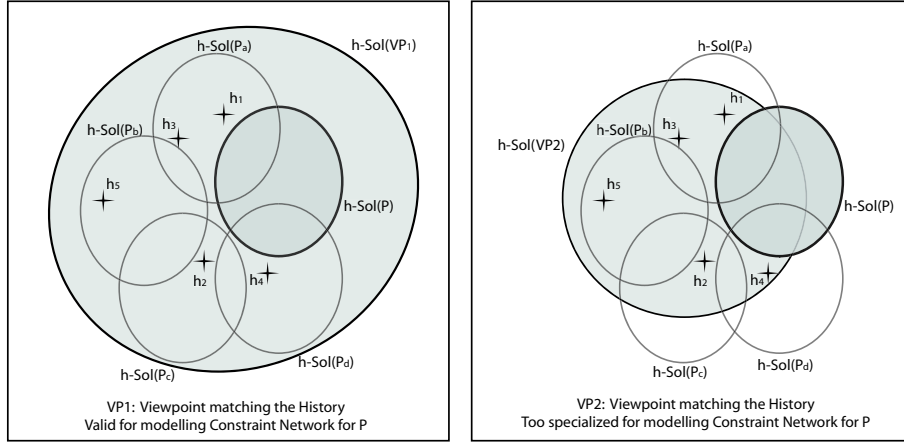 h-Sol(Pa)
h-Sol(VP1)
h1
h3
h-Sol(Pb)
h5
h-Sol(P)
h2
h4
h-Sol(Pd)
h-Sol(Pc)
VP1: Viewpoint matching the History
Valid for modelling Constraint Network for P
h-Sol(Pa)
h1
h-Sol(Pb)
h3
h-Sol(VP2)
h5
h-Sol(P)
h2
h4
h-Sol(Pd)
h-Sol(Pc)
VP2: Viewpoint matching the History
Too specialized for modelling Constraint Network for P